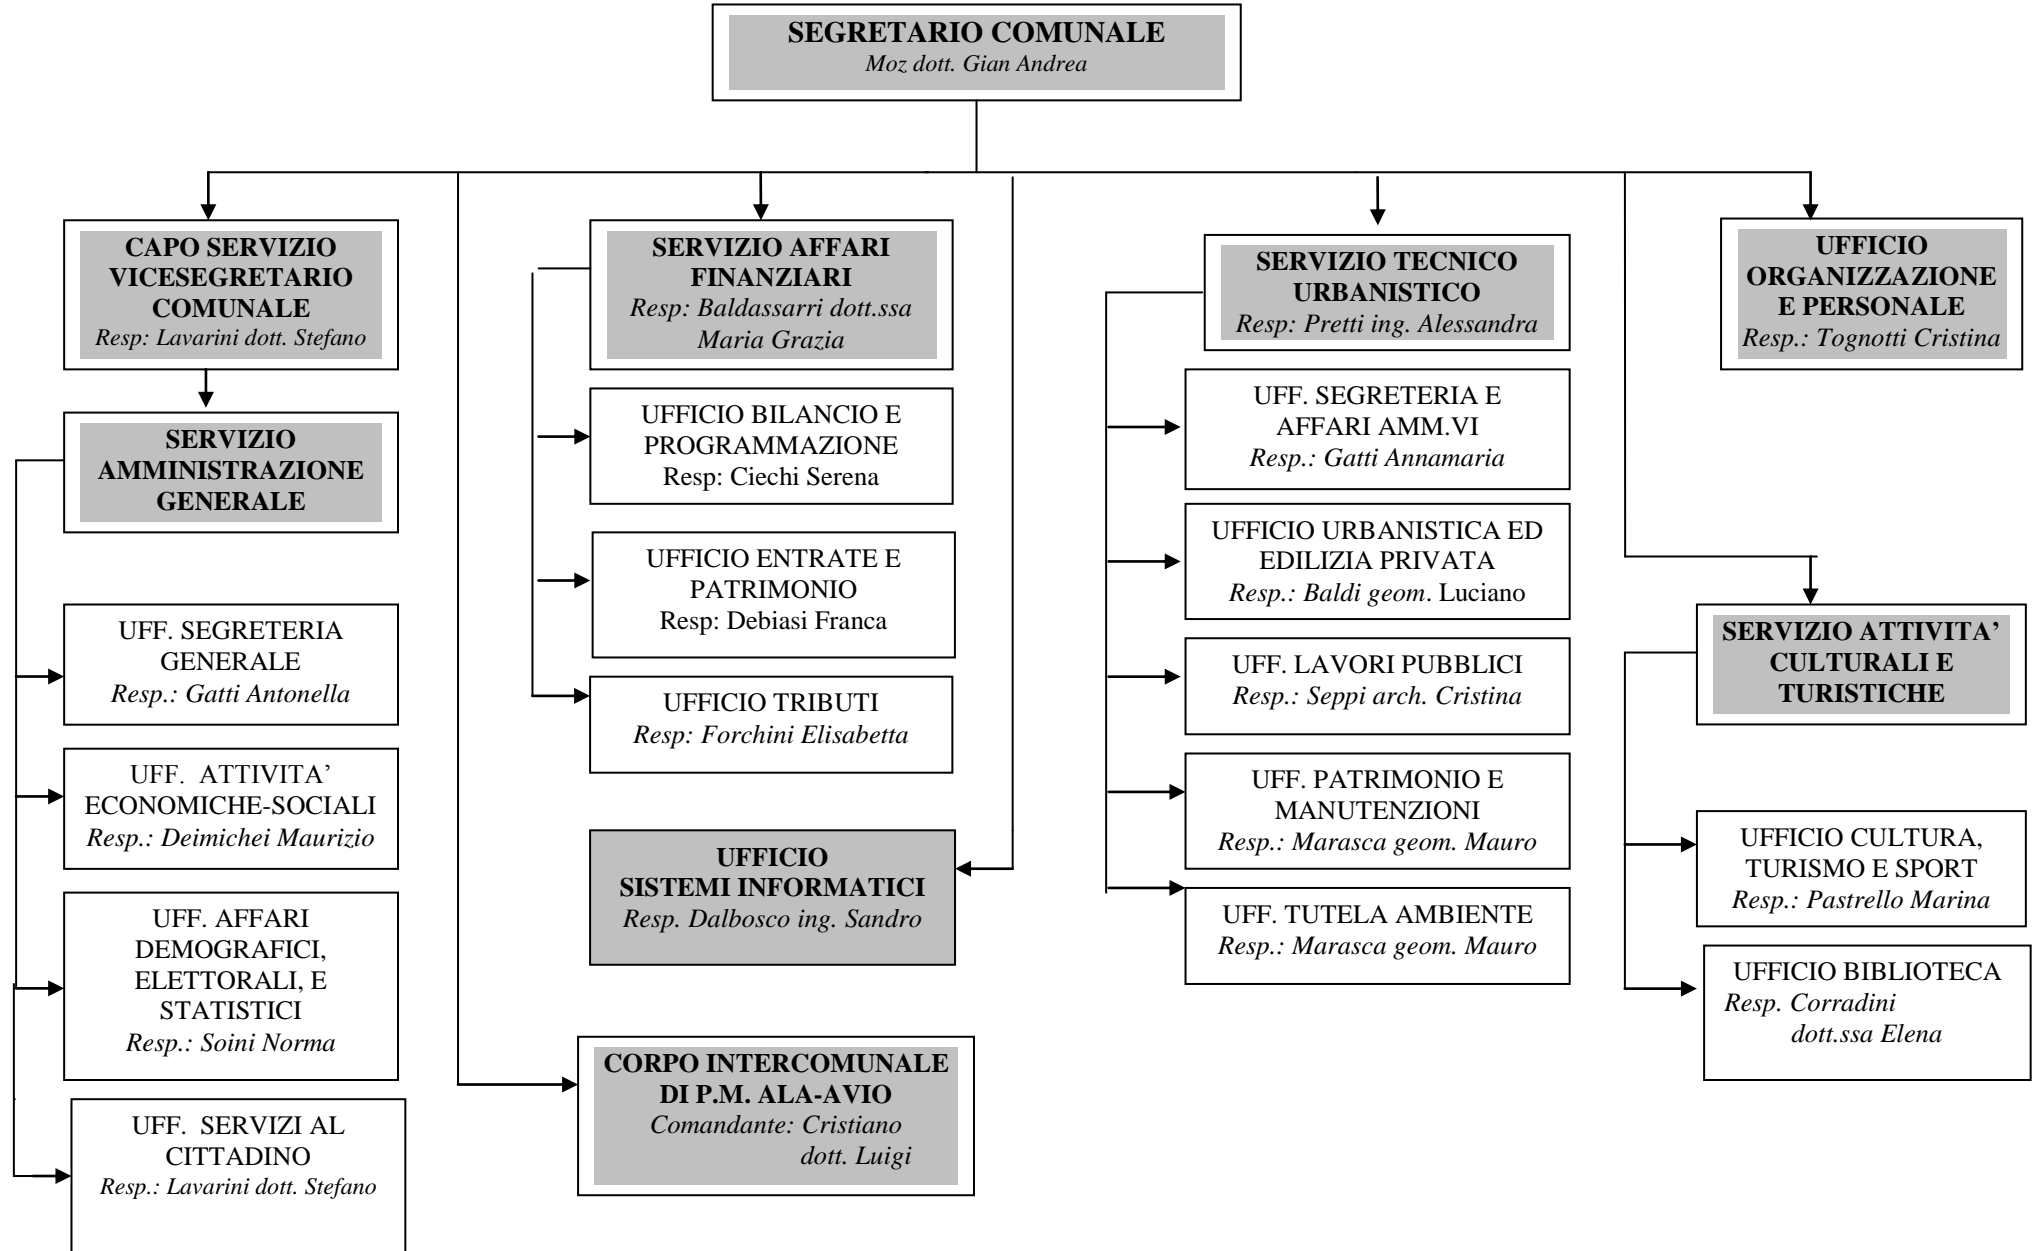 SEGRETARIO COMUNALE
Moz dott. Gian Andrea
CAPO SERVIZIO
VICESEGRETARIO
COMUNALE
Resp: Lavarini dott. Stefano
SERVIZIO
AMMINISTRAZIONE
GENERALE
UFF. SEGRETERIA
GENERALE
Resp.: Gatti Antonella
UFF. ATTIVITA’
ECONOMICHE-SOCIALI
Resp.: Deimichei Maurizio
UFF. AFFARI
DEMOGRAFICI,
ELETTORALI, E
STATISTICI
Resp.: Soini Norma
UFF. SERVIZI AL
CITTADINO
Resp.: Lavarini dott. Stefano
SERVIZIO AFFARI
FINANZIARI
Resp: Baldassarri dott.ssa
Maria Grazia
UFFICIO BILANCIO E
PROGRAMMAZIONE
Resp: Ciechi Serena
UFFICIO ENTRATE E
PATRIMONIO
Resp: Debiasi Franca
UFFICIO TRIBUTI
Resp: Forchini Elisabetta
UFFICIO
SISTEMI INFORMATICI
Resp. Dalbosco ing. Sandro
CORPO INTERCOMUNALE
DI P.M. ALA-AVIO
Comandante: Cristiano
dott. Luigi
SERVIZIO TECNICO
URBANISTICO
Resp: Pretti ing. Alessandra
UFF. SEGRETERIA E
AFFARI AMM.VI
Resp.: Gatti Annamaria
UFFICIO URBANISTICA ED
EDILIZIA PRIVATA
Resp.: Baldi geom. Luciano
UFF. LAVORI PUBBLICI
Resp.: Seppi arch. Cristina
UFF. PATRIMONIO E
MANUTENZIONI
Resp.: Marasca geom. Mauro
UFF. TUTELA AMBIENTE
Resp.: Marasca geom. Mauro
UFFICIO
ORGANIZZAZIONE
E PERSONALE
Resp.: Tognotti Cristina
SERVIZIO ATTIVITA’
CULTURALI E
TURISTICHE
UFFICIO CULTURA,
TURISMO E SPORT
Resp.: Pastrello Marina
UFFICIO BIBLIOTECA
Resp. Corradini
dott.ssa Elena